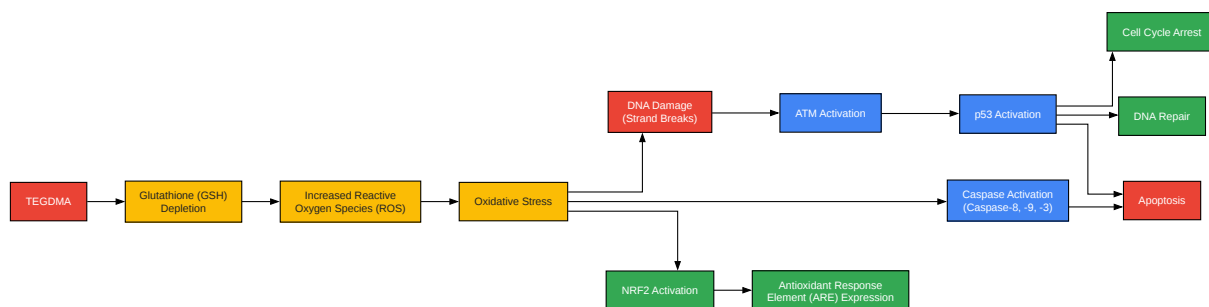 Cell Cycle Arrest
DNA Damage
(Strand Breaks)
ATM Activation
p53 Activation
DNA Repair
TEGDMA
Glutathione (GSH)
Depletion
Increased Reactive
Oxygen Species (ROS)
Oxidative Stress
Caspase Activation
(Caspase-8, -9, -3)
Apoptosis
NRF2 Activation
Antioxidant Response
Element (ARE) Expression